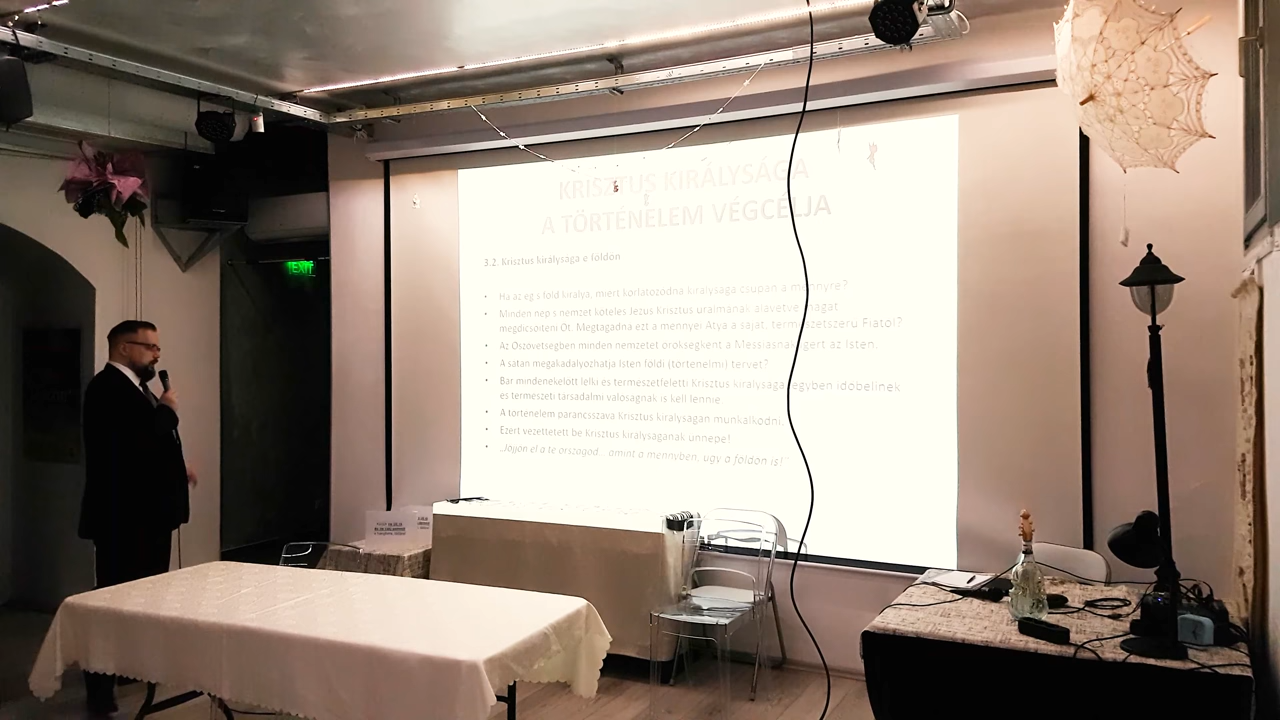 EXIT
KRISZTUS KIRÁLYSÁGA
A TÖRTÉNELEM VÉGCÉLJA
3.2. Krisztus királysága e földön
• Ha az ég s föld királya, miért korlátozódna királysága csupán a mennyre?
• Minden nép s nemzet köteles Jézus Krisztus uralmának alávetve magát
megdicsőíteni Őt. Megtagadná ezt a mennyei Atya a saját, természetszerű Fiától?
• Az Ószövetségben minden nemzetet örökségként a Messiásnak ígért az Isten.
• A sátán megakadályozhatja Isten földi (történelmi) tervét?
• Bár mindenekelőtt lelki és természetfeletti Krisztus királysága, egyben időbelinek
és természeti társadalmi valóságnak is kell lennie
• A történelem parancsszava Krisztus királyságán munkálkodni.
• Ezért vezettetett be Krisztus királyságának ünnepe!
• „Jöjjön el a te országod... amint a mennyben, úgy a földön is!"